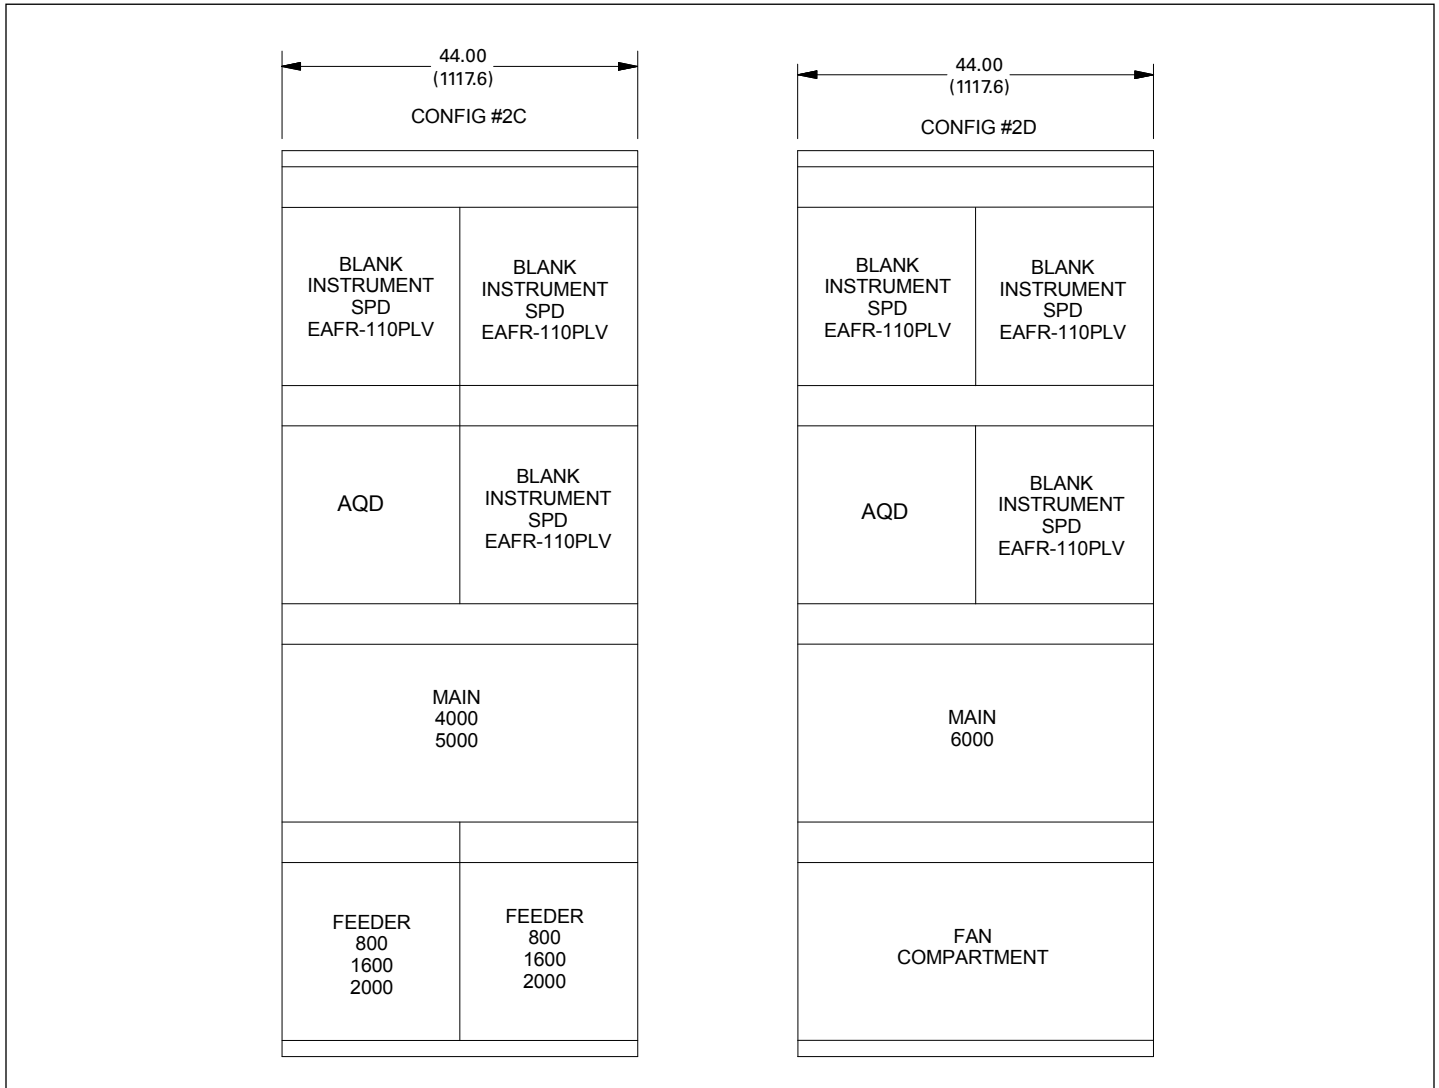 44.00
(1117.6)
CONFIG #2C
BLANK
INSTRUMENT
SPD
EAFR-110PLV
BLANK
INSTRUMENT
SPD
EAFR-110PLV
AQD
BLANK
INSTRUMENT
SPD
EAFR-110PLV
MAIN
4000
5000
FEEDER
800
1600
2000
FEEDER
800
1600
2000
44.00
(1117.6)
CONFIG #2D
BLANK
INSTRUMENT
SPD
EAFR-110PLV
BLANK
INSTRUMENT
SPD
EAFR-110PLV
AQD
BLANK
INSTRUMENT
SPD
EAFR-110PLV
MAIN
6000
FAN
COMPARTMENT